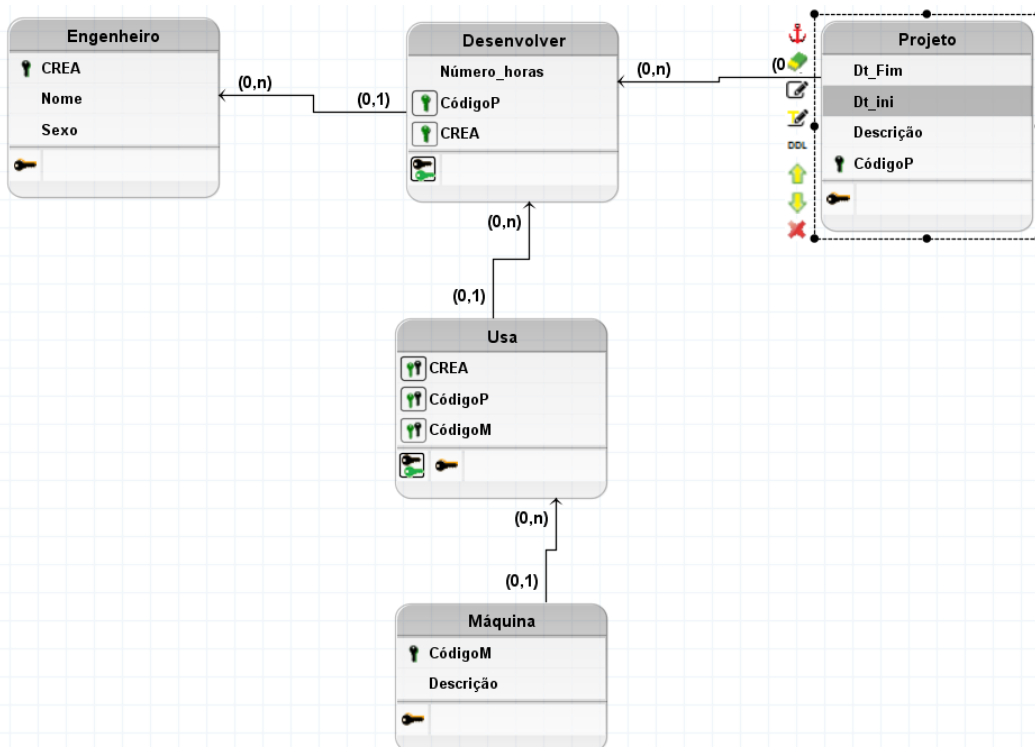 Engenheiro
CREA
Nome
Sexo
(0,n)
(0,1)
Desenvolver
Número_horas
CódigoP
CREA
(0,n)
(0
Projeto
Dt_Fim
Dt_ini
Descrição
CódigoP
DDL
(0,n)
(0,1)
Usa
CREA
CódigoP
CódigoM
(0,n)
(0,1)
Máquina
CódigoM
Descrição